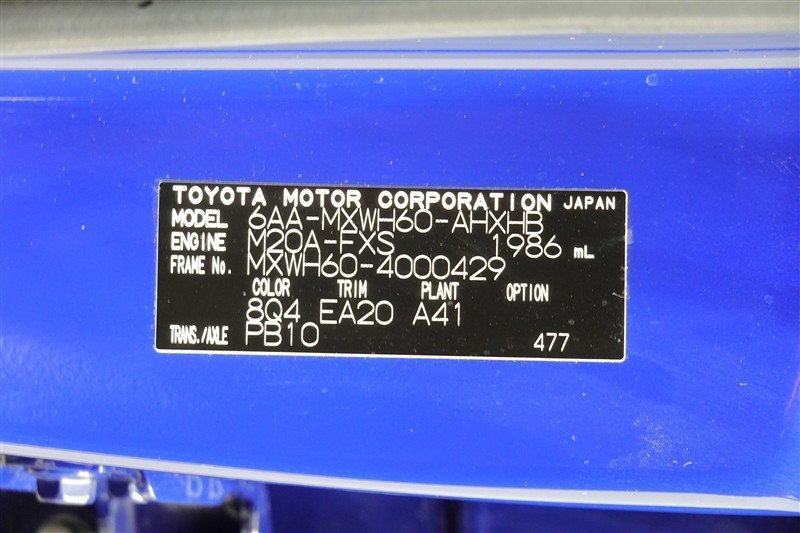 TOYOTA MOTOR CORPORATION JAPAN
MODEL 6AA-MXWH60-AHXHB
ENGINE M20A-FXS 1986 mL
FRAME No. MXWH60-4000429
COLOR TRIM PLANT OPTION
8Q4 EA20 A41
TRANS./AXLE PB10 477